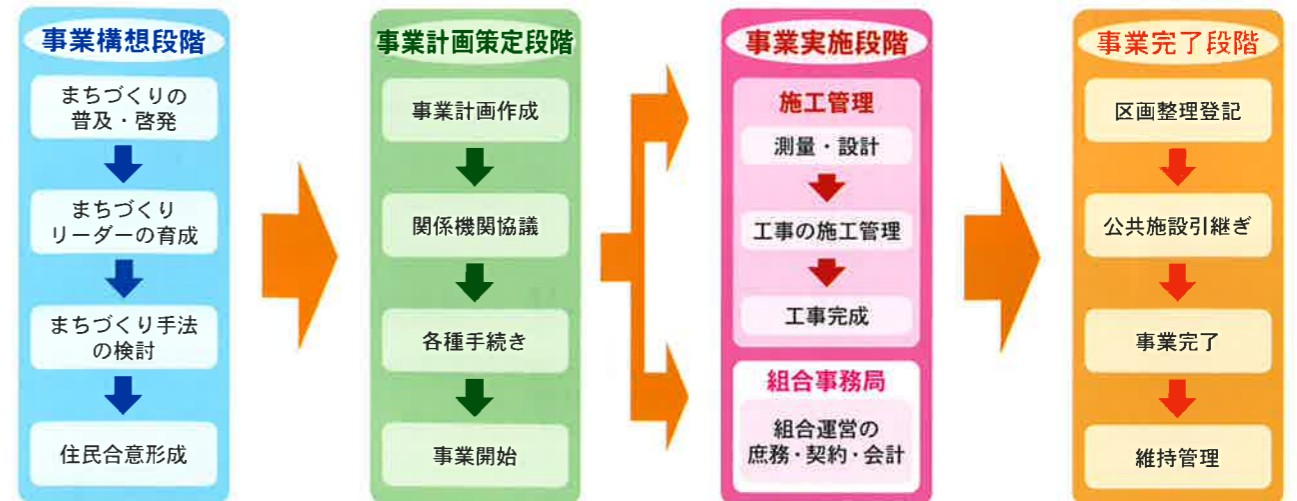 事業構想段階
まちづくりの
普及・啓発
まちづくり
リーダーの育成
まちづくり手法
の検討
住民合意形成
事業計画策定段階
事業計画作成
関係機関協議
各種手続き
事業開始
事業実施段階
施工管理
測量・設計
工事の施工管理
工事完成
組合事務局
組合運営の
庶務・契約・会計
事業完了段階
区画整理登記
公共施設引継ぎ
事業完了
維持管理